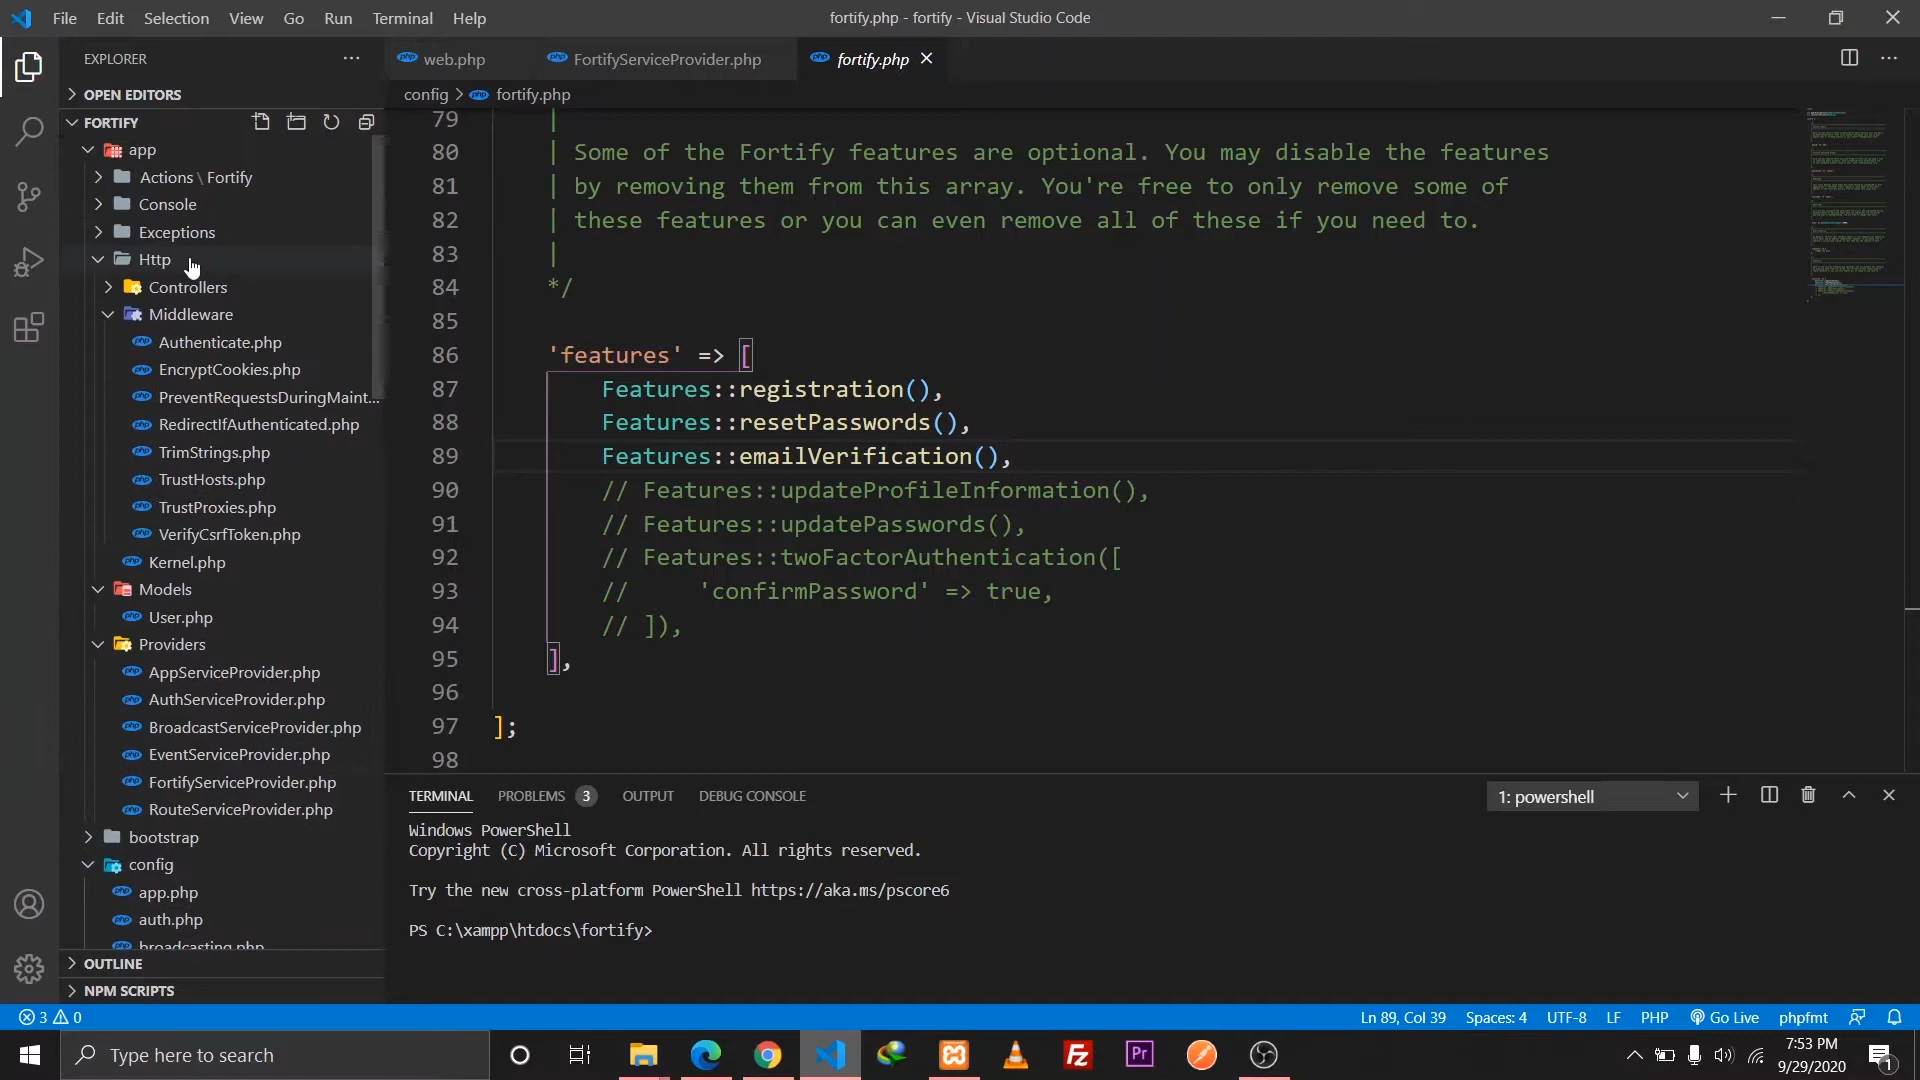 File Edit Selection View Go Run Terminal Help
fortify.php - fortify - Visual Studio Code
EXPLORER
web.php
FortifyServiceProvider.php
fortify.php
OPEN EDITORS
config > fortify.php
FORTIFY
app
Actions \ Fortify
Console
Exceptions
Http
Controllers
Middleware
Authenticate.php
EncryptCookies.php
PreventRequestsDuringMaint...
RedirectIfAuthenticated.php
TrimStrings.php
TrustHosts.php
TrustProxies.php
VerifyCsrfToken.php
Kernel.php
Models
User.php
Providers
AppServiceProvider.php
AuthServiceProvider.php
BroadcastServiceProvider.php
EventServiceProvider.php
FortifyServiceProvider.php
RouteServiceProvider.php
bootstrap
config
app.php
auth.php
broadcasting.php
OUTLINE
NPM SCRIPTS
79 |
80 | Some of the Fortify features are optional. You may disable the features
81 | by removing them from this array. You're free to only remove some of
82 | these features or you can even remove all of these if you need to.
83 |
84 */
85
86 'features' => [
87 Features::registration(),
88 Features::resetPasswords(),
89 Features::emailVerification(),
90 // Features::updateProfileInformation(),
91 // Features::updatePasswords(),
92 // Features::twoFactorAuthentication([
93 // 'confirmPassword' => true,
94 // ]),
95 ],
96
97 ];
98
TERMINAL PROBLEMS 3 OUTPUT DEBUG CONSOLE
1: powershell
Windows PowerShell
Copyright (C) Microsoft Corporation. All rights reserved.
Try the new cross-platform PowerShell https://aka.ms/pscore6
PS C:\xampp\htdocs\fortify>
3 0
Ln 89, Col 39 Spaces: 4 UTF-8 LF PHP Go Live phpfmt
Type here to search
Pr
Fz
7:53 PM
9/29/2020
1